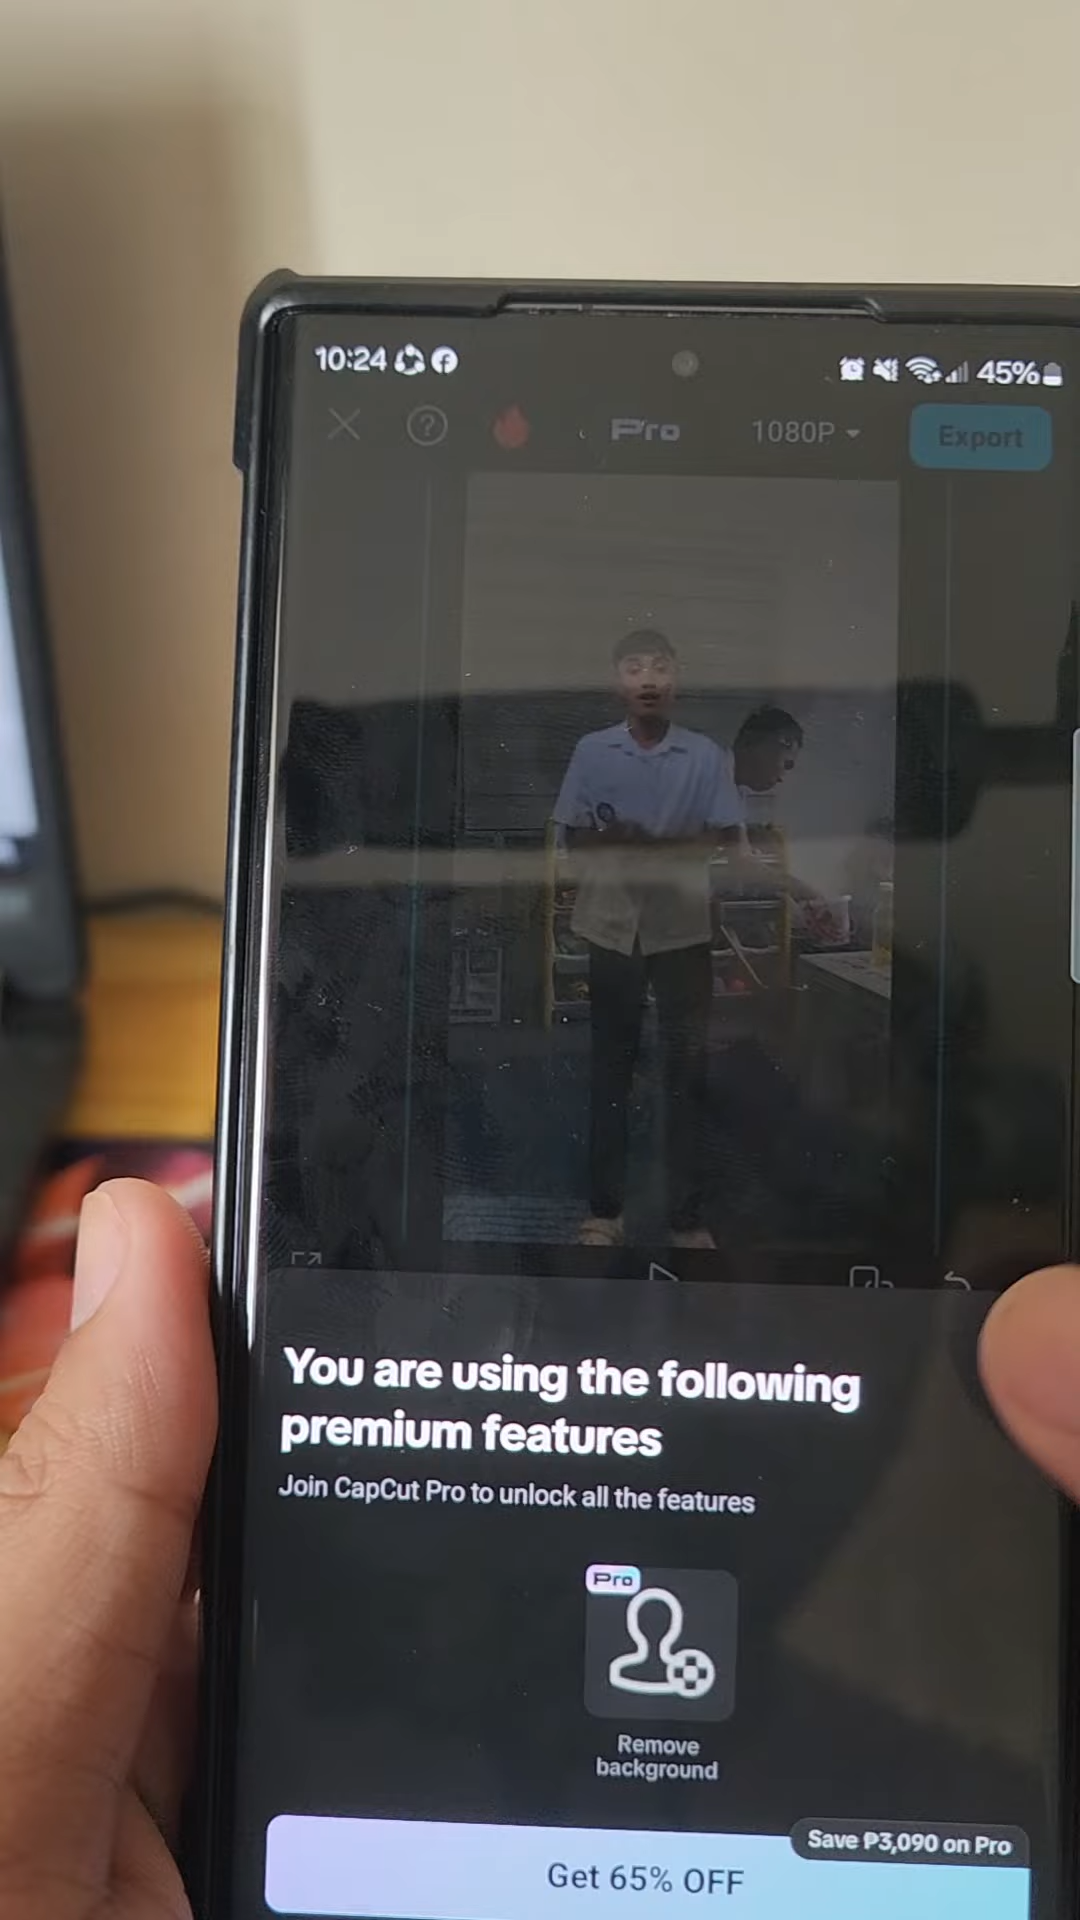 10:24
45%
Pro
1080P
Export
You are using the following
premium features
Join CapCut Pro to unlock all the features
Pro
Remove
background
Save ₱3,090 on Pro
Get 65% OFF